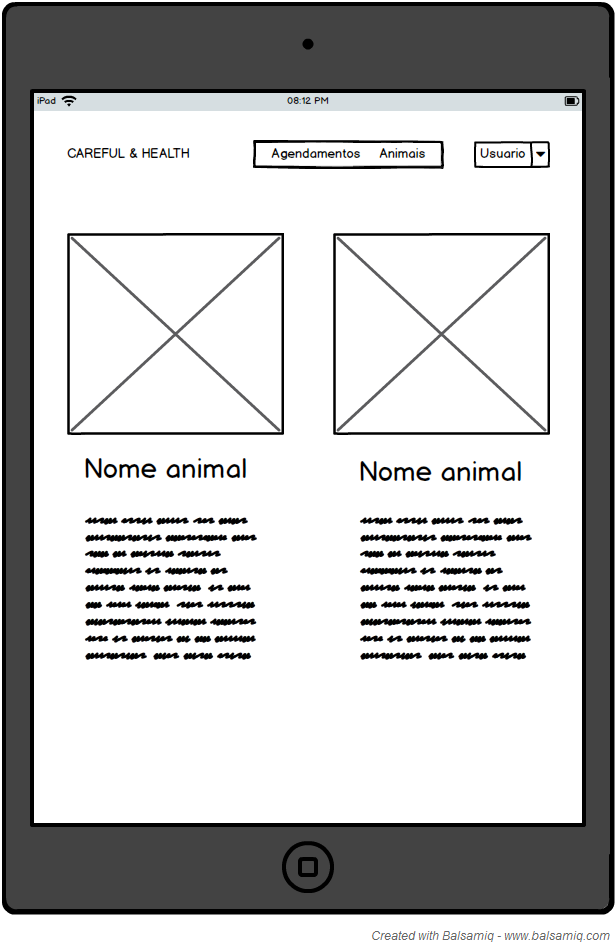 iPad 08:12 PM
CAREFUL & HEALTH Agendamentos Animais Usuario
Nome animal Nome animal
Created with Balsamiq - www.balsamiq.com